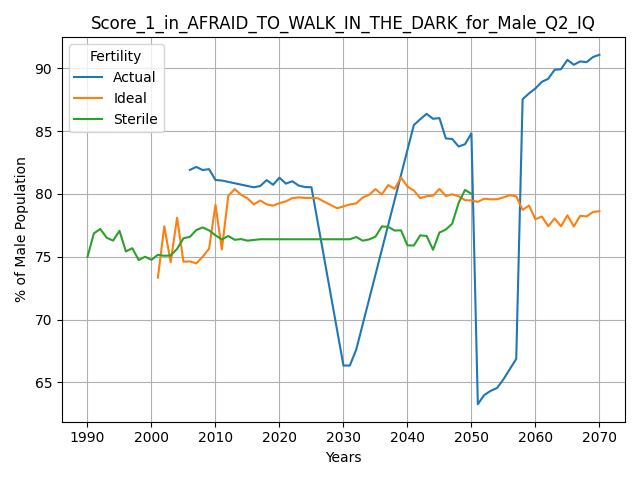 Score_1_in_AFRAID_TO_WALK_IN_THE_DARK_for_Male_Q2_IQ
Fertility
Actual
Ideal
Sterile
% of Male Population
90
85
80
75
70
65
1990 2000 2010 2020 2030 2040 2050 2060 2070
Years